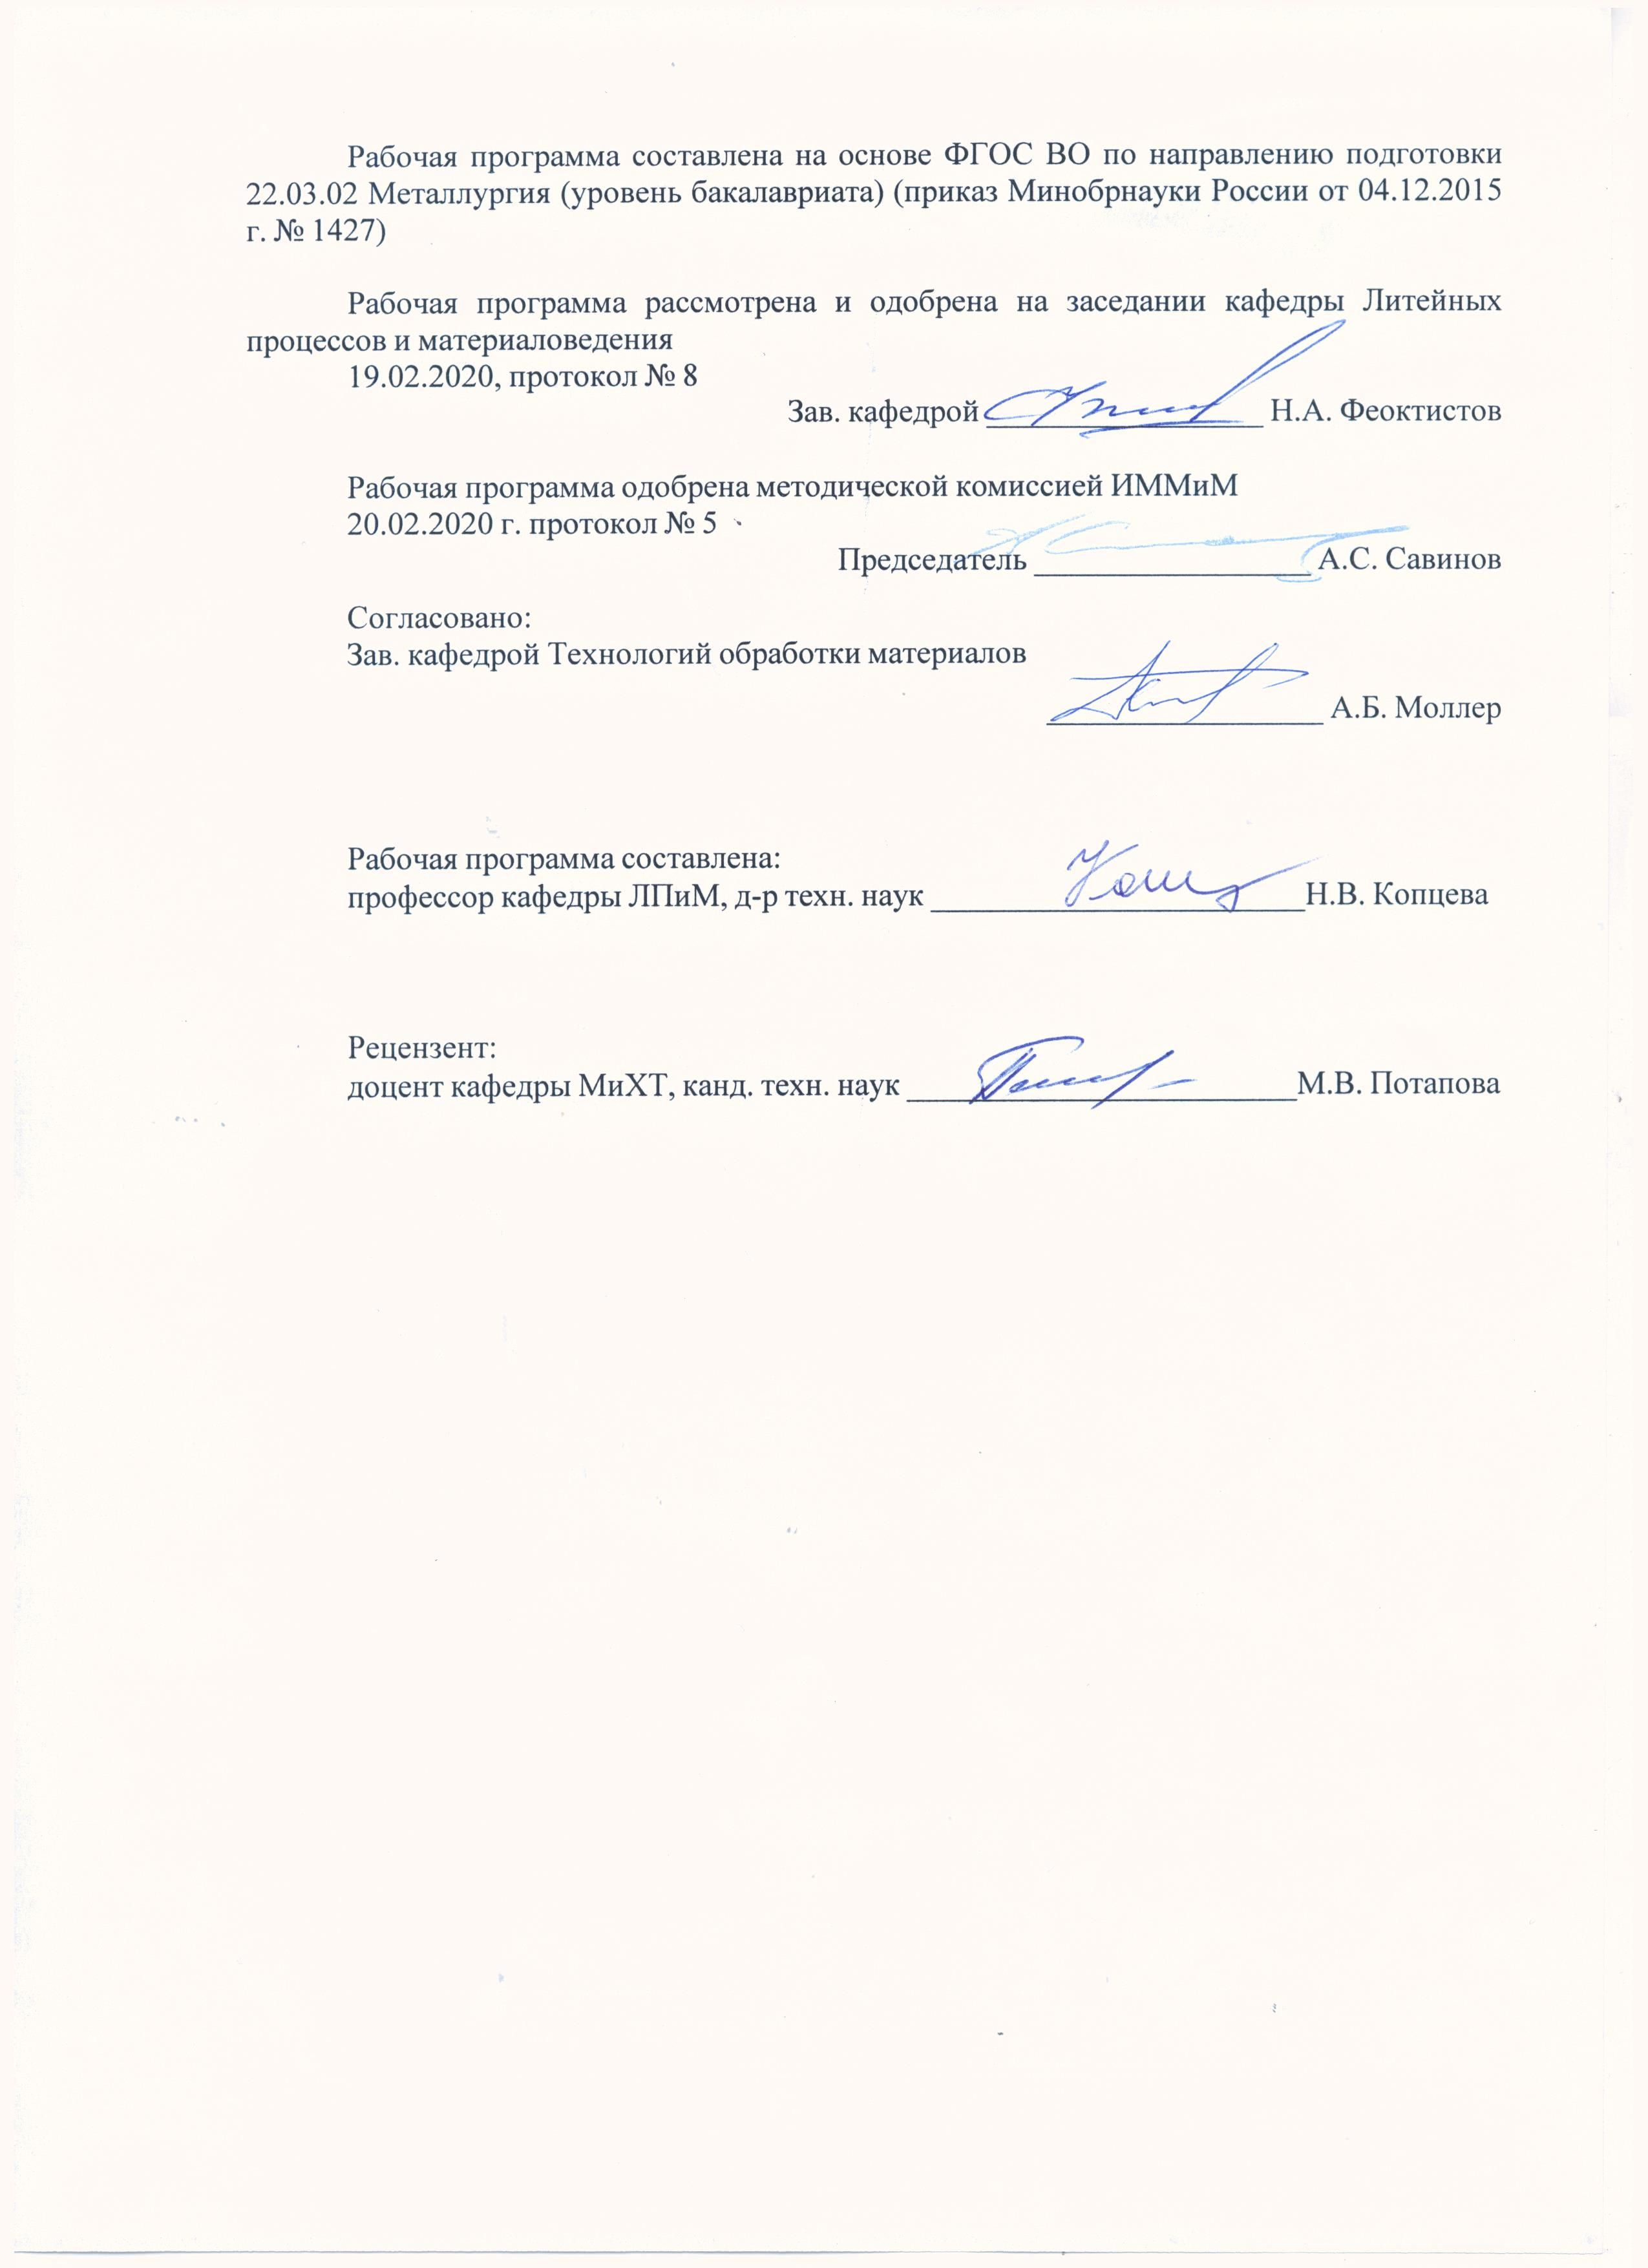 Рабочая программа составлена на основе ФГОС ВО по направлению подготовки
22.03.02 Металлургия (уровень бакалавриата) (приказ Минобрнауки России от 04.12.2015
г. № 1427)
Рабочая программа рассмотрена и одобрена на заседании кафедры Литейных
процессов и материаловедения
19.02.2020, протокол № 8
Зав. кафедрой Н.А. Феоктистов
Рабочая программа одобрена методической комиссией ИММиМ
20.02.2020 г. протокол № 5
Председатель А.С. Савинов
Согласовано:
Зав. кафедрой Технологий обработки материалов
А.Б. Моллер
Рабочая программа составлена:
профессор кафедры ЛПиМ, д-р техн. наук Н.В. Копцева
Рецензент:
доцент кафедры МиХТ, канд. техн. наук М.В. Потапова